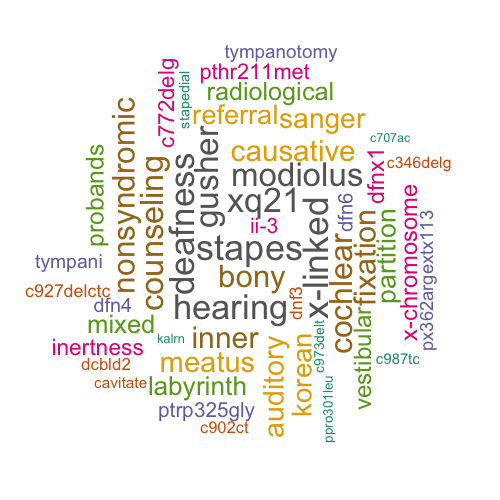 tympanotomy
pthr211met
c772delg
stapedial
radiological
referral
sanger
c707ac
nonsyndromic
gusher
causative
c346delg
probands
counseling
deafness
modiolus
dfnx1
xq21
dfn6
ii-3
x-linked
fixation
partition
x-chromosome
px362argextx113
stapes
cochlear
tympani
bony
c927delctc
dfn4
hearing
dnf3
mixed
inner
vestibular
kalrn
auditory
korean
c973delt
c987tc
inertness
dcbld2
meatus
cavitate
labyrinth
ppro301leu
ptrp325gly
c902ct